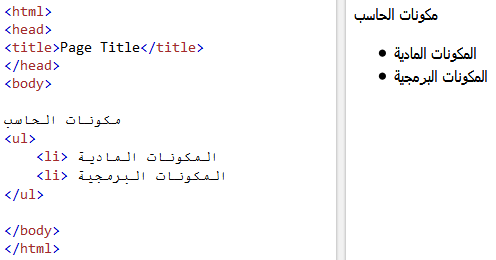 <html>
<head>
<title>Page Title</title>
</head>
<body>
مكونات الحاسب
<ul>
<li> المكونات المادية
<li> المكونات البرمجية
</ul>
</body>
</html>
مكونات الحاسب
المكونات المادية
المكونات البرمجية